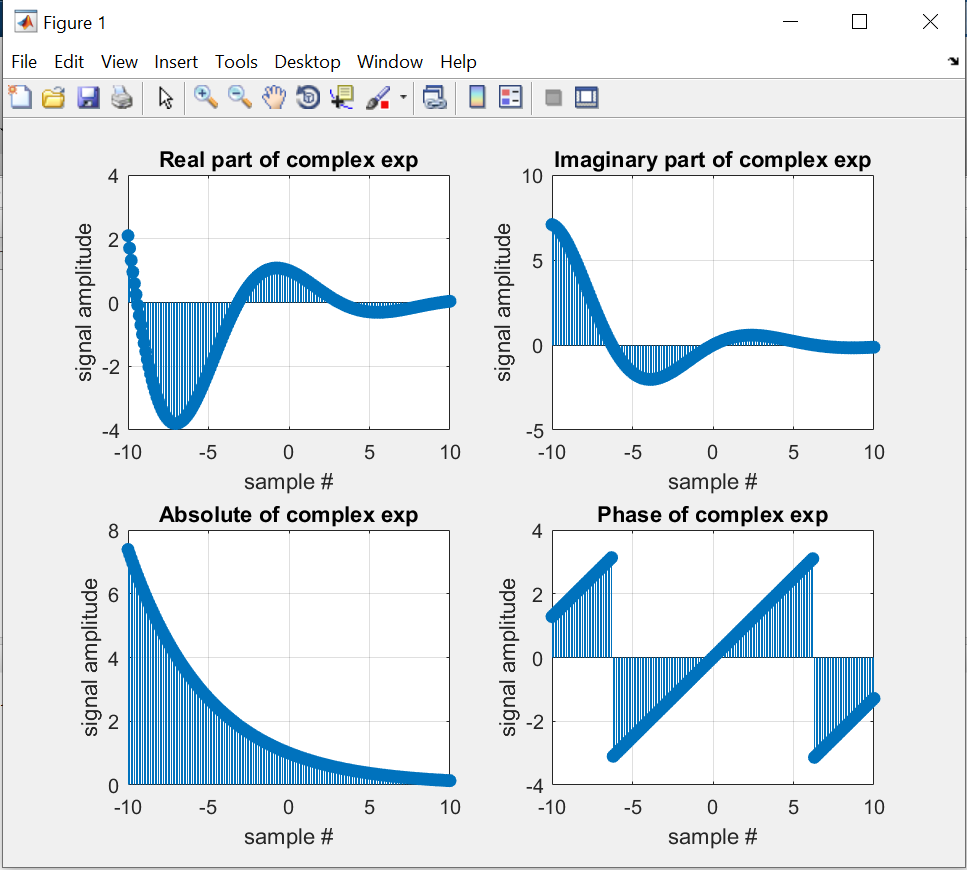 Figure 1
File Edit View Insert Tools Desktop Window Help
Real part of complex exp
4
2
0
-2
-4
signal amplitude
-10 -5 0 5 10
sample #
Imaginary part of complex exp
10
5
0
-5
signal amplitude
-10 -5 0 5 10
sample #
Absolute of complex exp
8
6
4
2
0
signal amplitude
-10 -5 0 5 10
sample #
Phase of complex exp
4
2
0
-2
-4
signal amplitude
-10 -5 0 5 10
sample #